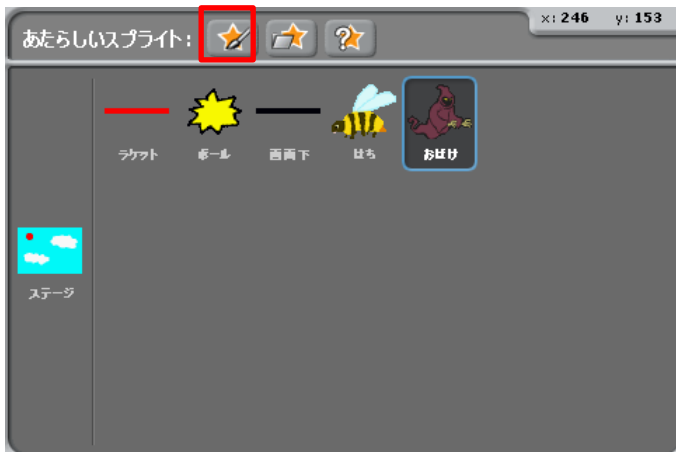 あたらしいスプライト:
x: 246 y: 153
ラケット ボール 画面下 はち おばけ
ステージ